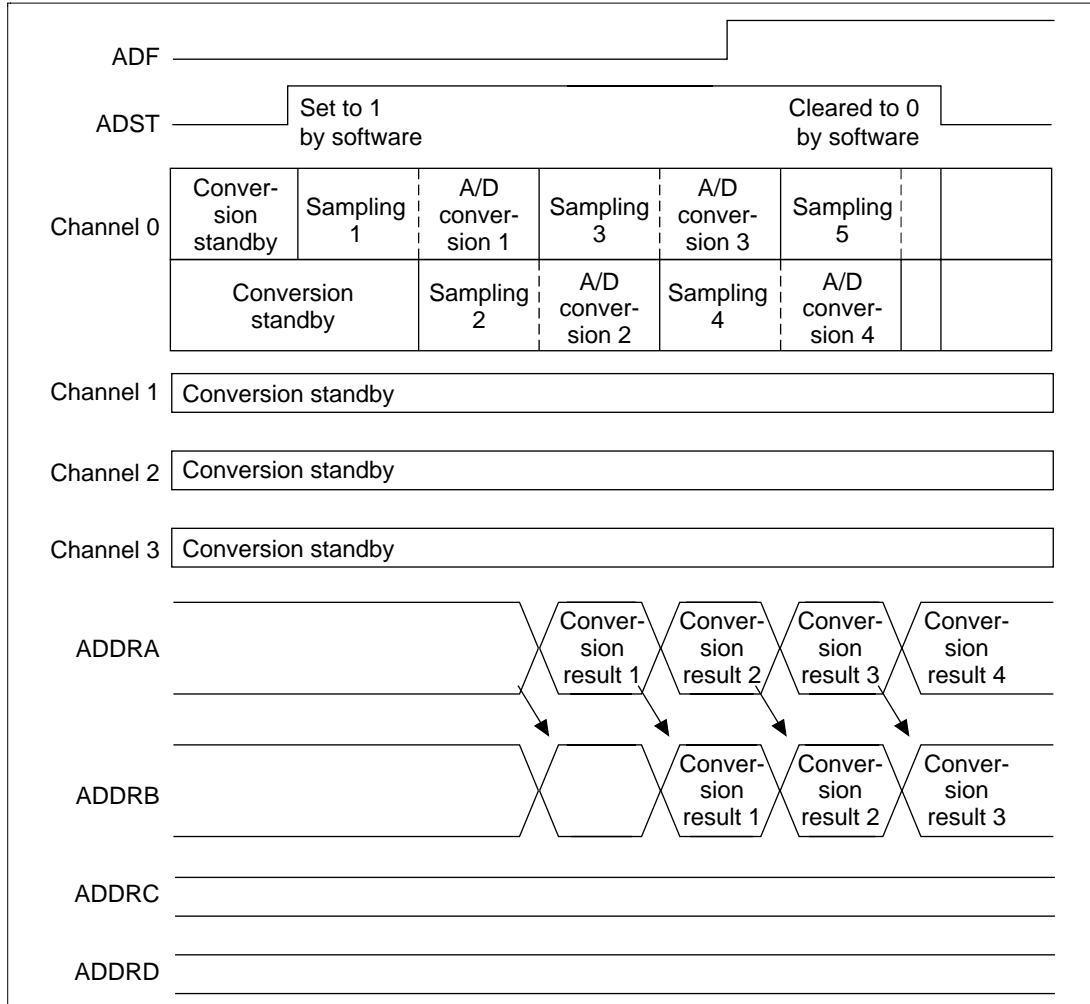 ADF
ADST
Set to 1
by software
Cleared to 0
by software
Channel 0
Conver-
sion
standby
Sampling
1
A/D
conver-
sion 1
Sampling
3
A/D
conver-
sion 3
Sampling
5
Conversion
standby
Sampling
2
A/D
conver-
sion 2
Sampling
4
A/D
conver-
sion 4
Channel 1
Conversion standby
Channel 2
Conversion standby
Channel 3
Conversion standby
ADDRA
Conver-
sion
result 1
Conver-
sion
result 2
Conver-
sion
result 3
Conver-
sion
result 4
ADDRB
Conver-
sion
result 1
Conver-
sion
result 2
Conver-
sion
result 3
ADDRC
ADDRD